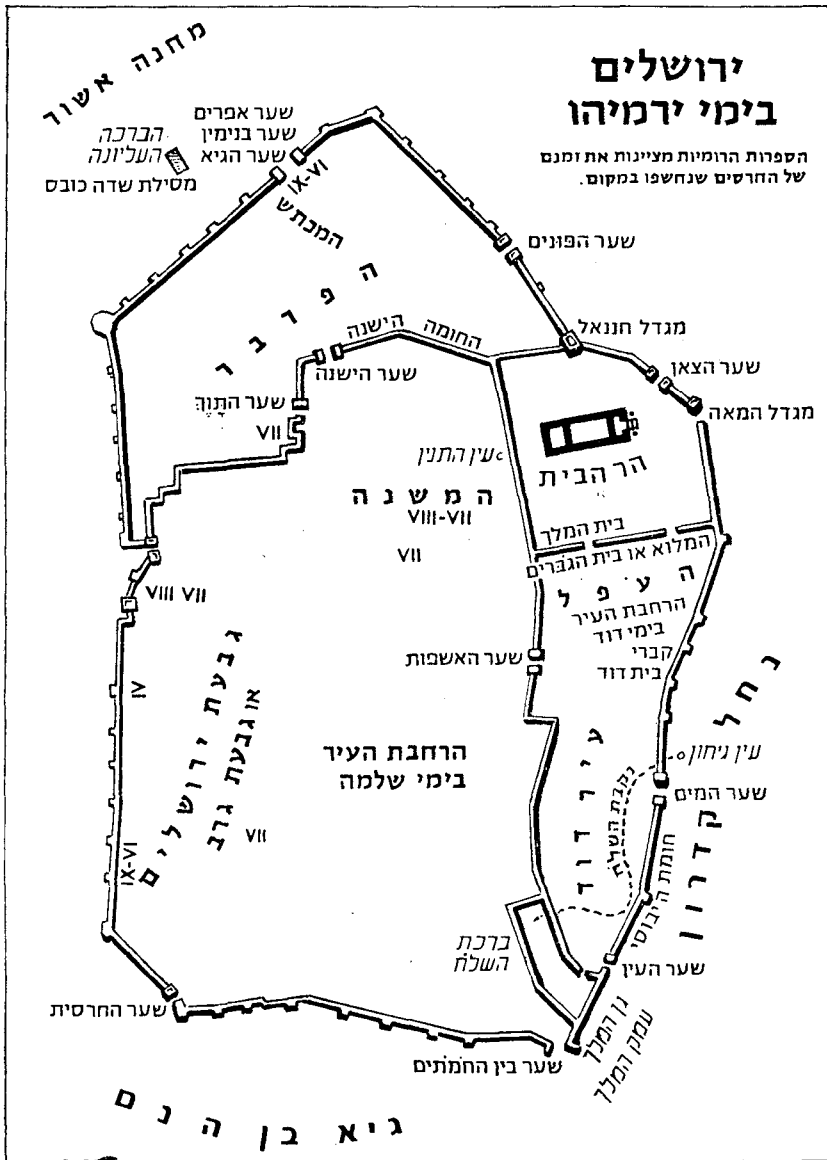 ירושלים
בימי ירמיהו
הספרות הרומיות מציינות את זמנם
של החרסים שנחשפו במקום.
מחנה אשור
הברכה
העליונה
מסילת שדה כובס
שער אפרים
שער בנימין
שער הגיא
IX-VI
המכתש
שער הפונים
הפרבר
מגדל חננאל
החומה הישנה
שער הישנה
שער הצאן
מגדל המאה
שער התָּוֶךְ
VII
עין התנין
הר הבית
המשנה
VIII-VII
VII
בית המלך
המלוא או בית הגברים
העפל
VIII VII
הרחבת העיר
בימי דוד
קברי
בית דוד
שער האשפות
נחל קדרון
גבעת ירושלים
או גבעת גרב
IV
הרחבת העיר
בימי שלמה
עיר דוד
עין גיחון
נקבת השלח
שער המים
VII
IX-VI
חומת היבוסי
ברכת
השלח
שער העין
שער החרסית
גן המלך
עמק המלך
שער בין החמתים
גיא בן הנם